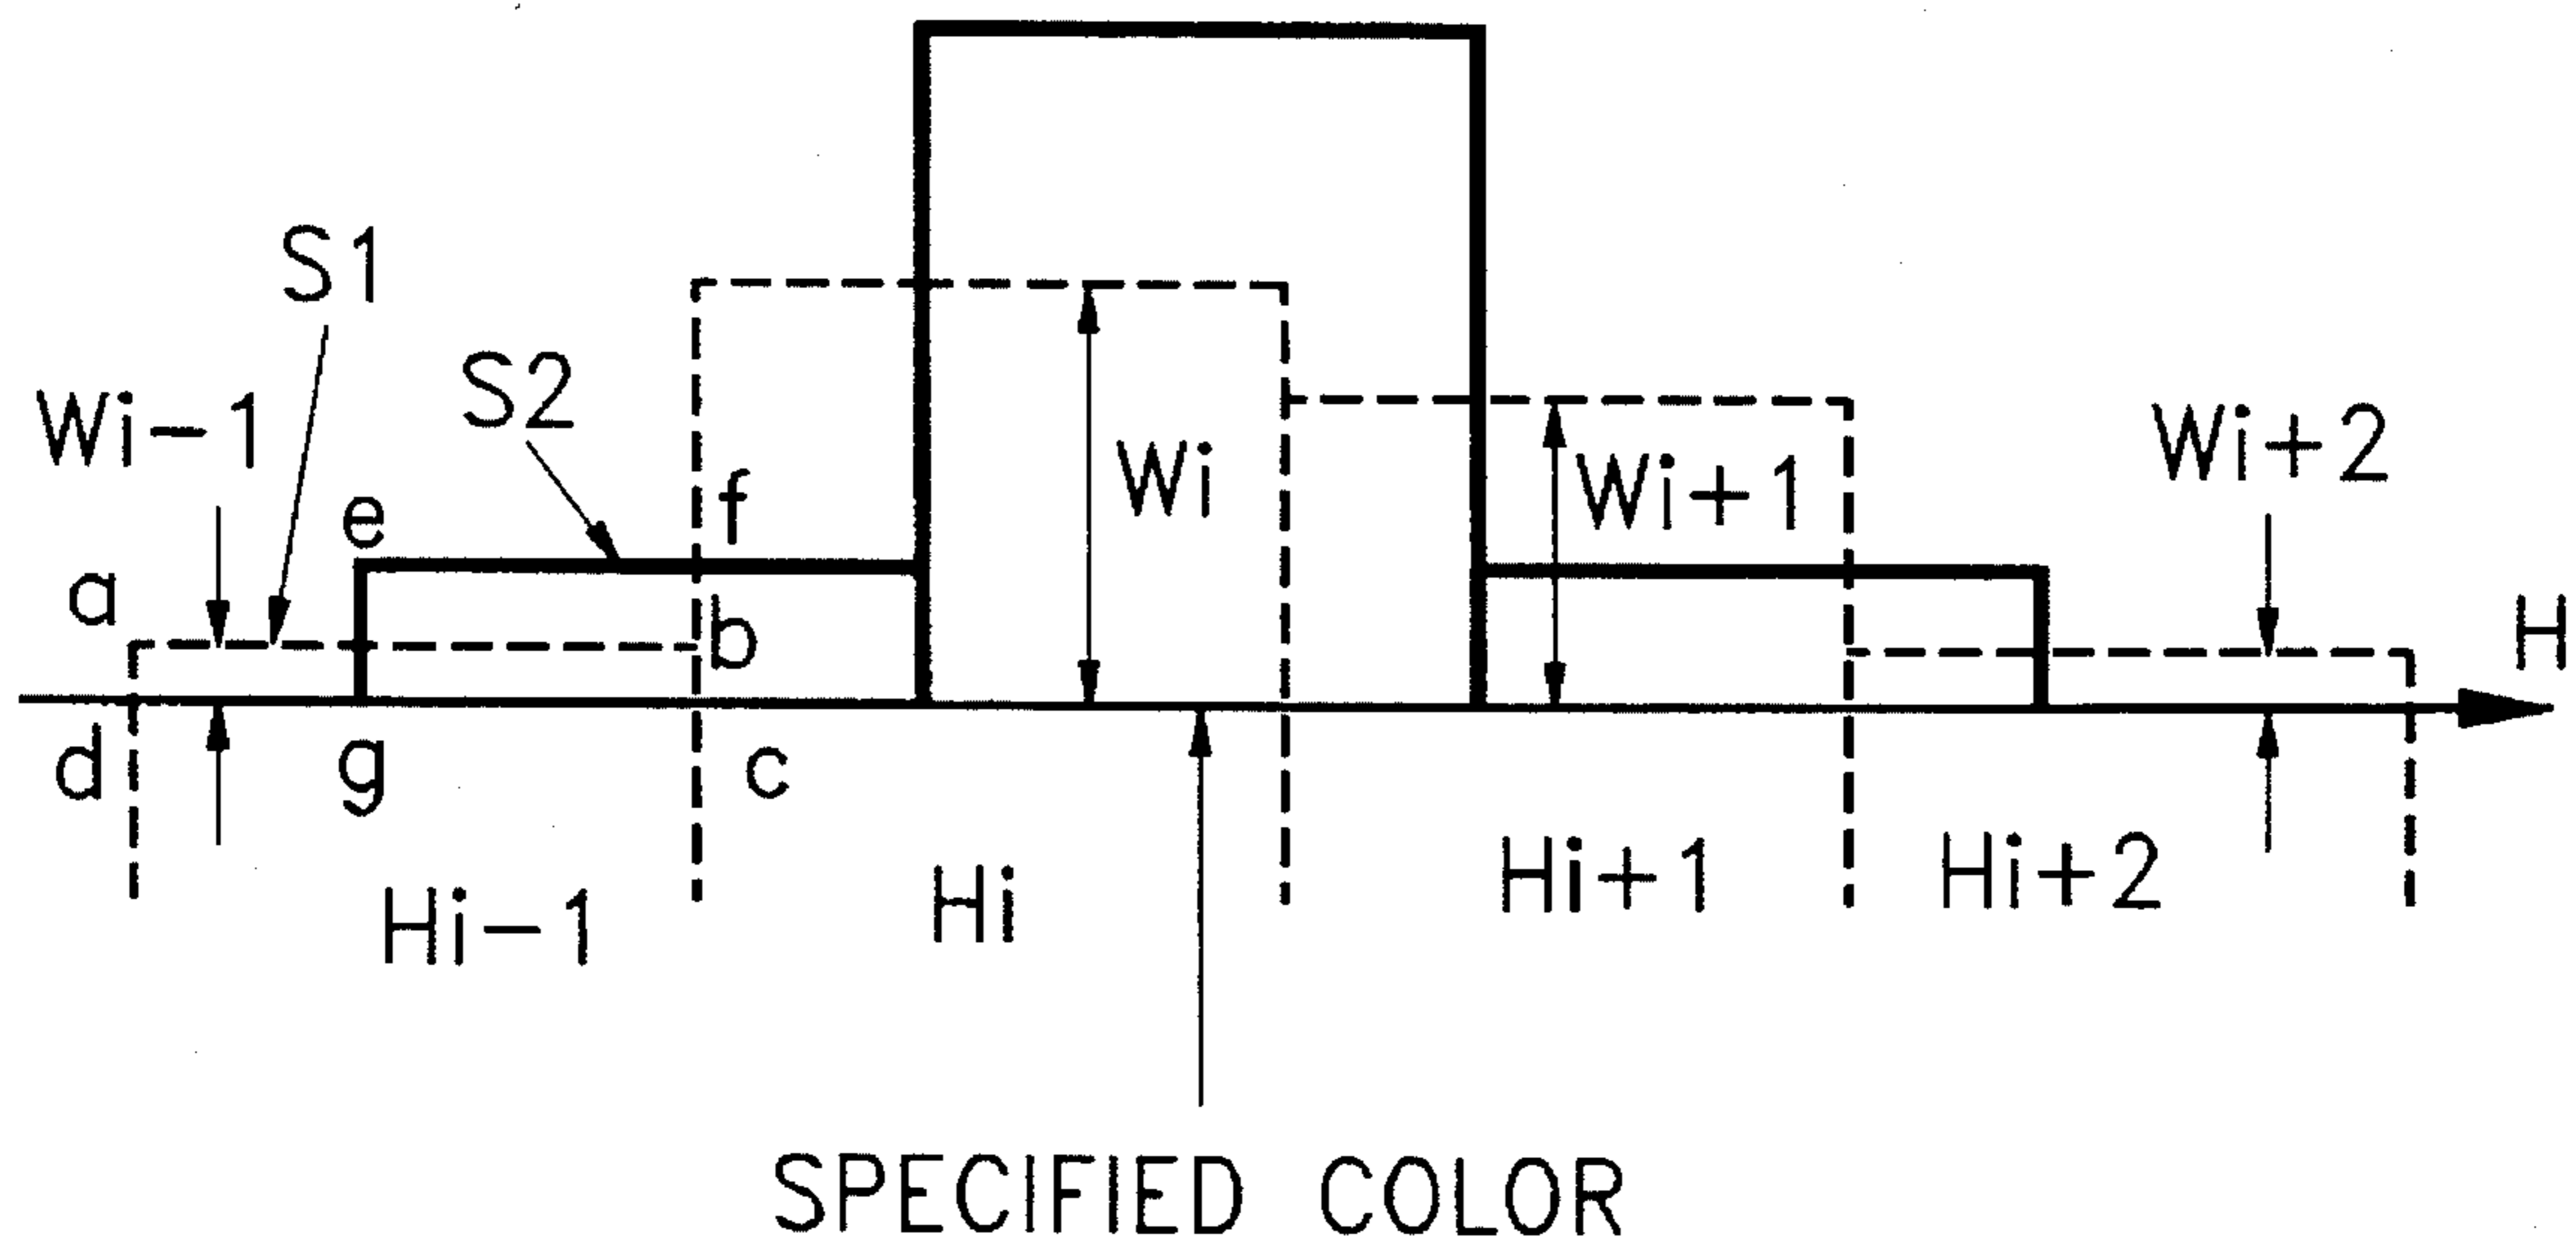 S1
S2
Wi-1
Wi
Wi+1
Wi+2
e
f
a
b
H
d
g
c
Hi-1
Hi
Hi+1
Hi+2
SPECIFIED COLOR